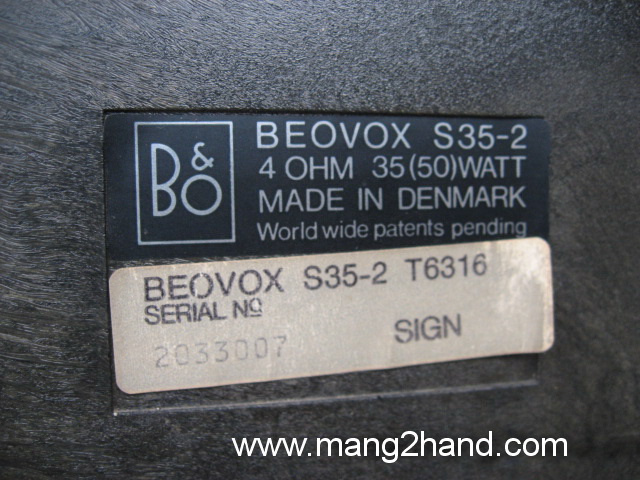 B&O
BEOVOX S35-2
4 OHM 35(50)WATT
MADE IN DENMARK
World wide patents pending
BEOVOX S35-2 T6316
SERIAL Nº
2033007 SIGN
www.mang2hand.com